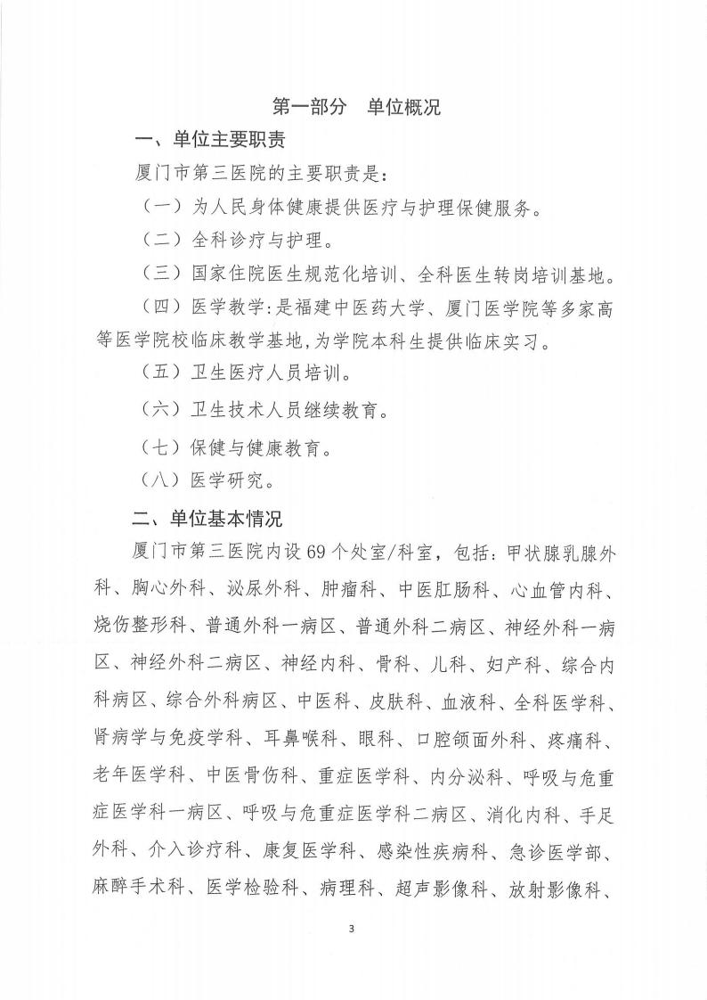 第一部分 单位概况
一、单位主要职责
厦门市第三医院的主要职责是:
（一）为人民身体健康提供医疗与护理保健服务。
（二）全科诊疗与护理。
（三）国家住院医生规范化培训、全科医生转岗培训基地。
（四）医学教学:是福建中医药大学、厦门医学院等多家高
等医学院校临床教学基地,为学院本科生提供临床实习。
（五）卫生医疗人员培训。
（六）卫生技术人员继续教育。
（七）保健与健康教育。
（八）医学研究。
二、单位基本情况
厦门市第三医院内设 69 个处室/科室，包括：甲状腺乳腺外
科、胸心外科、泌尿外科、肿瘤科、中医肛肠科、心血管内科、
烧伤整形科、普通外科一病区、普通外科二病区、神经外科一病
区、神经外科二病区、神经内科、骨科、儿科、妇产科、综合内
科病区、综合外科病区、中医科、皮肤科、血液科、全科医学科、
肾病学与免疫学科、耳鼻喉科、眼科、口腔颌面外科、疼痛科、
老年医学科、中医骨伤科、重症医学科、内分泌科、呼吸与危重
症医学科一病区、呼吸与危重症医学科二病区、消化内科、手足
外科、介入诊疗科、康复医学科、感染性疾病科、急诊医学部、
麻醉手术科、医学检验科、病理科、超声影像科、放射影像科、
3